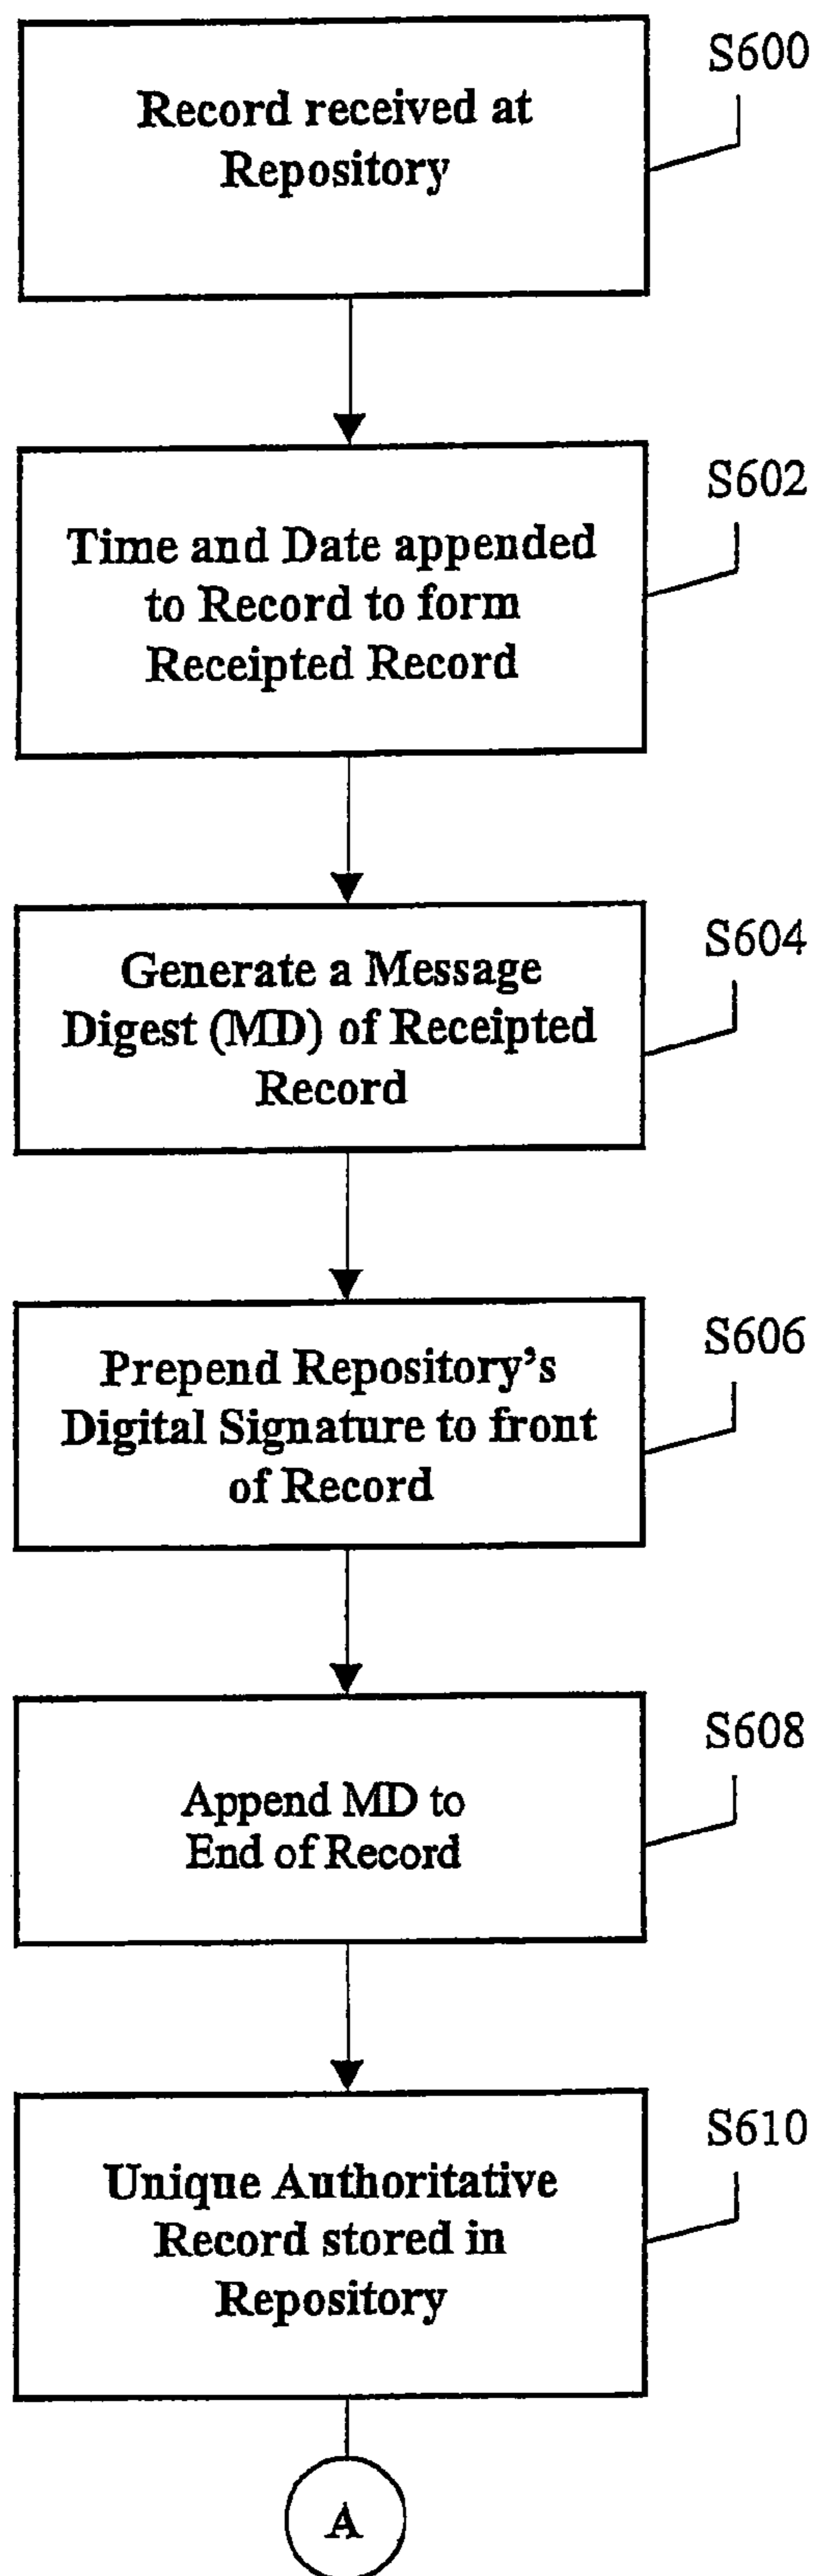 S600
Record received at
Repository
S602
Time and Date appended
to Record to form
Receipted Record
S604
Generate a Message
Digest (MD) of Receipted
Record
S606
Prepend Repository's
Digital Signature to front
of Record
S608
Append MD to
End of Record
S610
Unique Authoritative
Record stored in
Repository
A